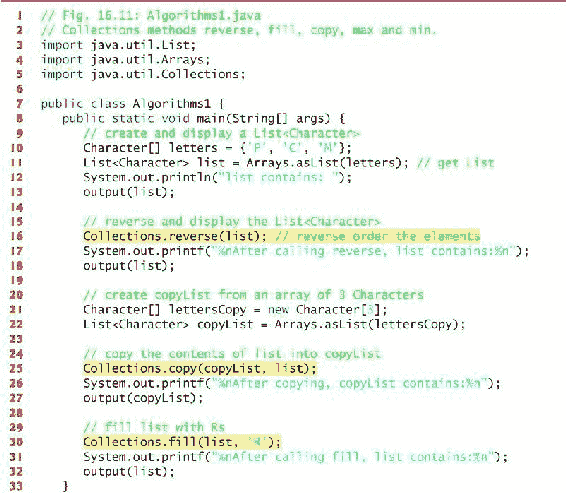 1 // Fig. 16.11: Algorithms1.java
2 // Collections methods reverse, fill, copy, max and min.
3 import java.util.List;
4 import java.util.Arrays;
5 import java.util.Collections;
6
7 public class Algorithms1 {
8 public static void main(String[] args) {
9 // create and display a List<Character>
10 Character[] letters = {'P', 'C', 'M'};
11 List<Character> list = Arrays.asList(letters); // get List
12 System.out.println("list contains: ");
13 output(list);
14
15 // reverse and display the List<Character>
16 Collections.reverse(list); // reverse order the elements
17 System.out.printf("%nAfter calling reverse, list contains:%n");
18 output(list);
19
20 // create copyList from an array of 3 Characters
21 Character[] lettersCopy = new Character[3];
22 List<Character> copyList = Arrays.asList(lettersCopy);
23
24 // copy the contents of list into copyList
25 Collections.copy(copyList, list);
26 System.out.printf("%nAfter copying, copyList contains:%n");
27 output(copyList);
28
29 // fill list with Rs
30 Collections.fill(list, 'R');
31 System.out.printf("%nAfter calling fill, list contains:%n");
32 output(list);
33 }